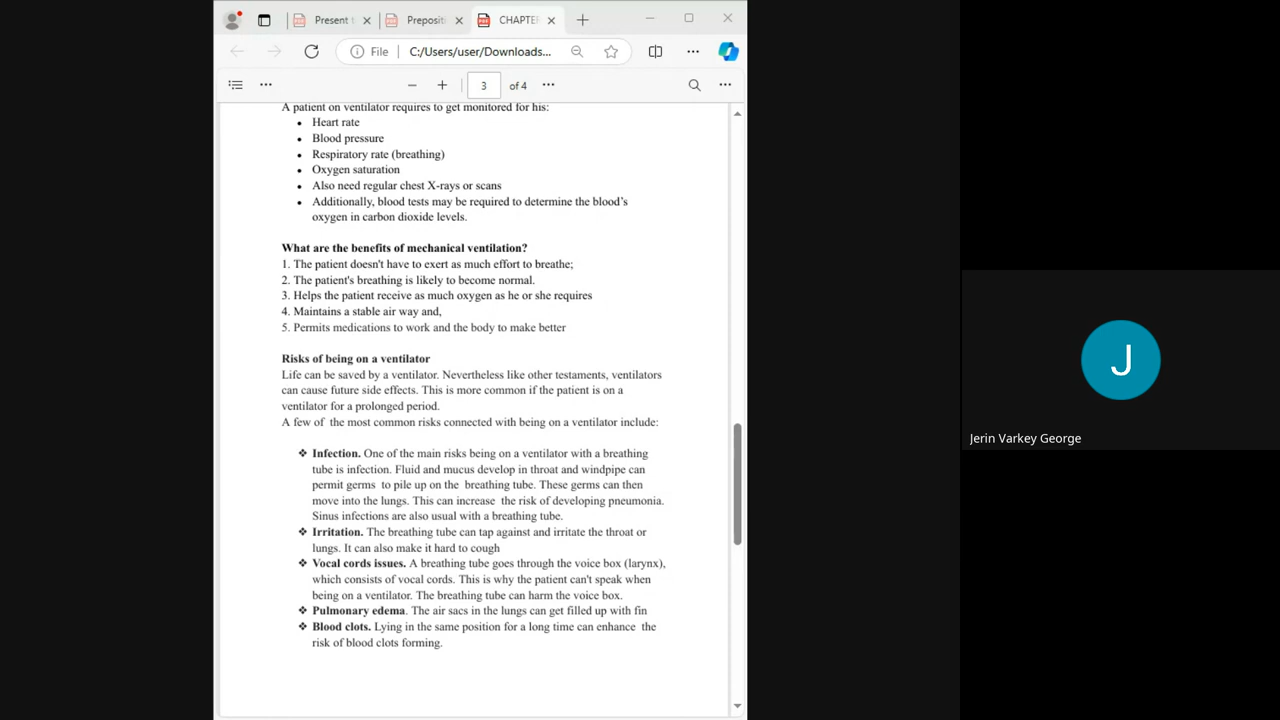 Present
Prepositi
CHAPTER
File
C:/Users/user/Downloads...
3
of 4
A patient on ventilator requires to get monitored for his:
• Heart rate
• Blood pressure
• Respiratory rate (breathing)
• Oxygen saturation
• Also need regular chest X-rays or scans
• Additionally, blood tests may be required to determine the blood’s
oxygen in carbon dioxide levels.
What are the benefits of mechanical ventilation?
1. The patient doesn't have to exert as much effort to breathe;
2. The patient's breathing is likely to become normal.
3. Helps the patient receive as much oxygen as he or she requires
4. Maintains a stable air way and,
5. Permits medications to work and the body to make better
Risks of being on a ventilator
Life can be saved by a ventilator. Nevertheless like other testaments, ventilators
can cause future side effects. This is more common if the patient is on a
ventilator for a prolonged period.
A few of  the most common risks connected with being on a ventilator include:
❖ Infection. One of the main risks being on a ventilator with a breathing
tube is infection. Fluid and mucus develop in throat and windpipe can
permit germs  to pile up on the  breathing tube. These germs can then
move into the lungs. This can increase  the risk of developing pneumonia.
Sinus infections are also usual with a breathing tube.
❖ Irritation. The breathing tube can tap against and irritate the throat or
lungs. It can also make it hard to cough
❖ Vocal cords issues. A breathing tube goes through the voice box (larynx),
which consists of vocal cords. This is why the patient can't speak when
being on a ventilator. The breathing tube can harm the voice box.
❖ Pulmonary edema. The air sacs in the lungs can get filled up with fin
❖ Blood clots. Lying in the same position for a long time can enhance  the
risk of blood clots forming.
J
Jerin Varkey George